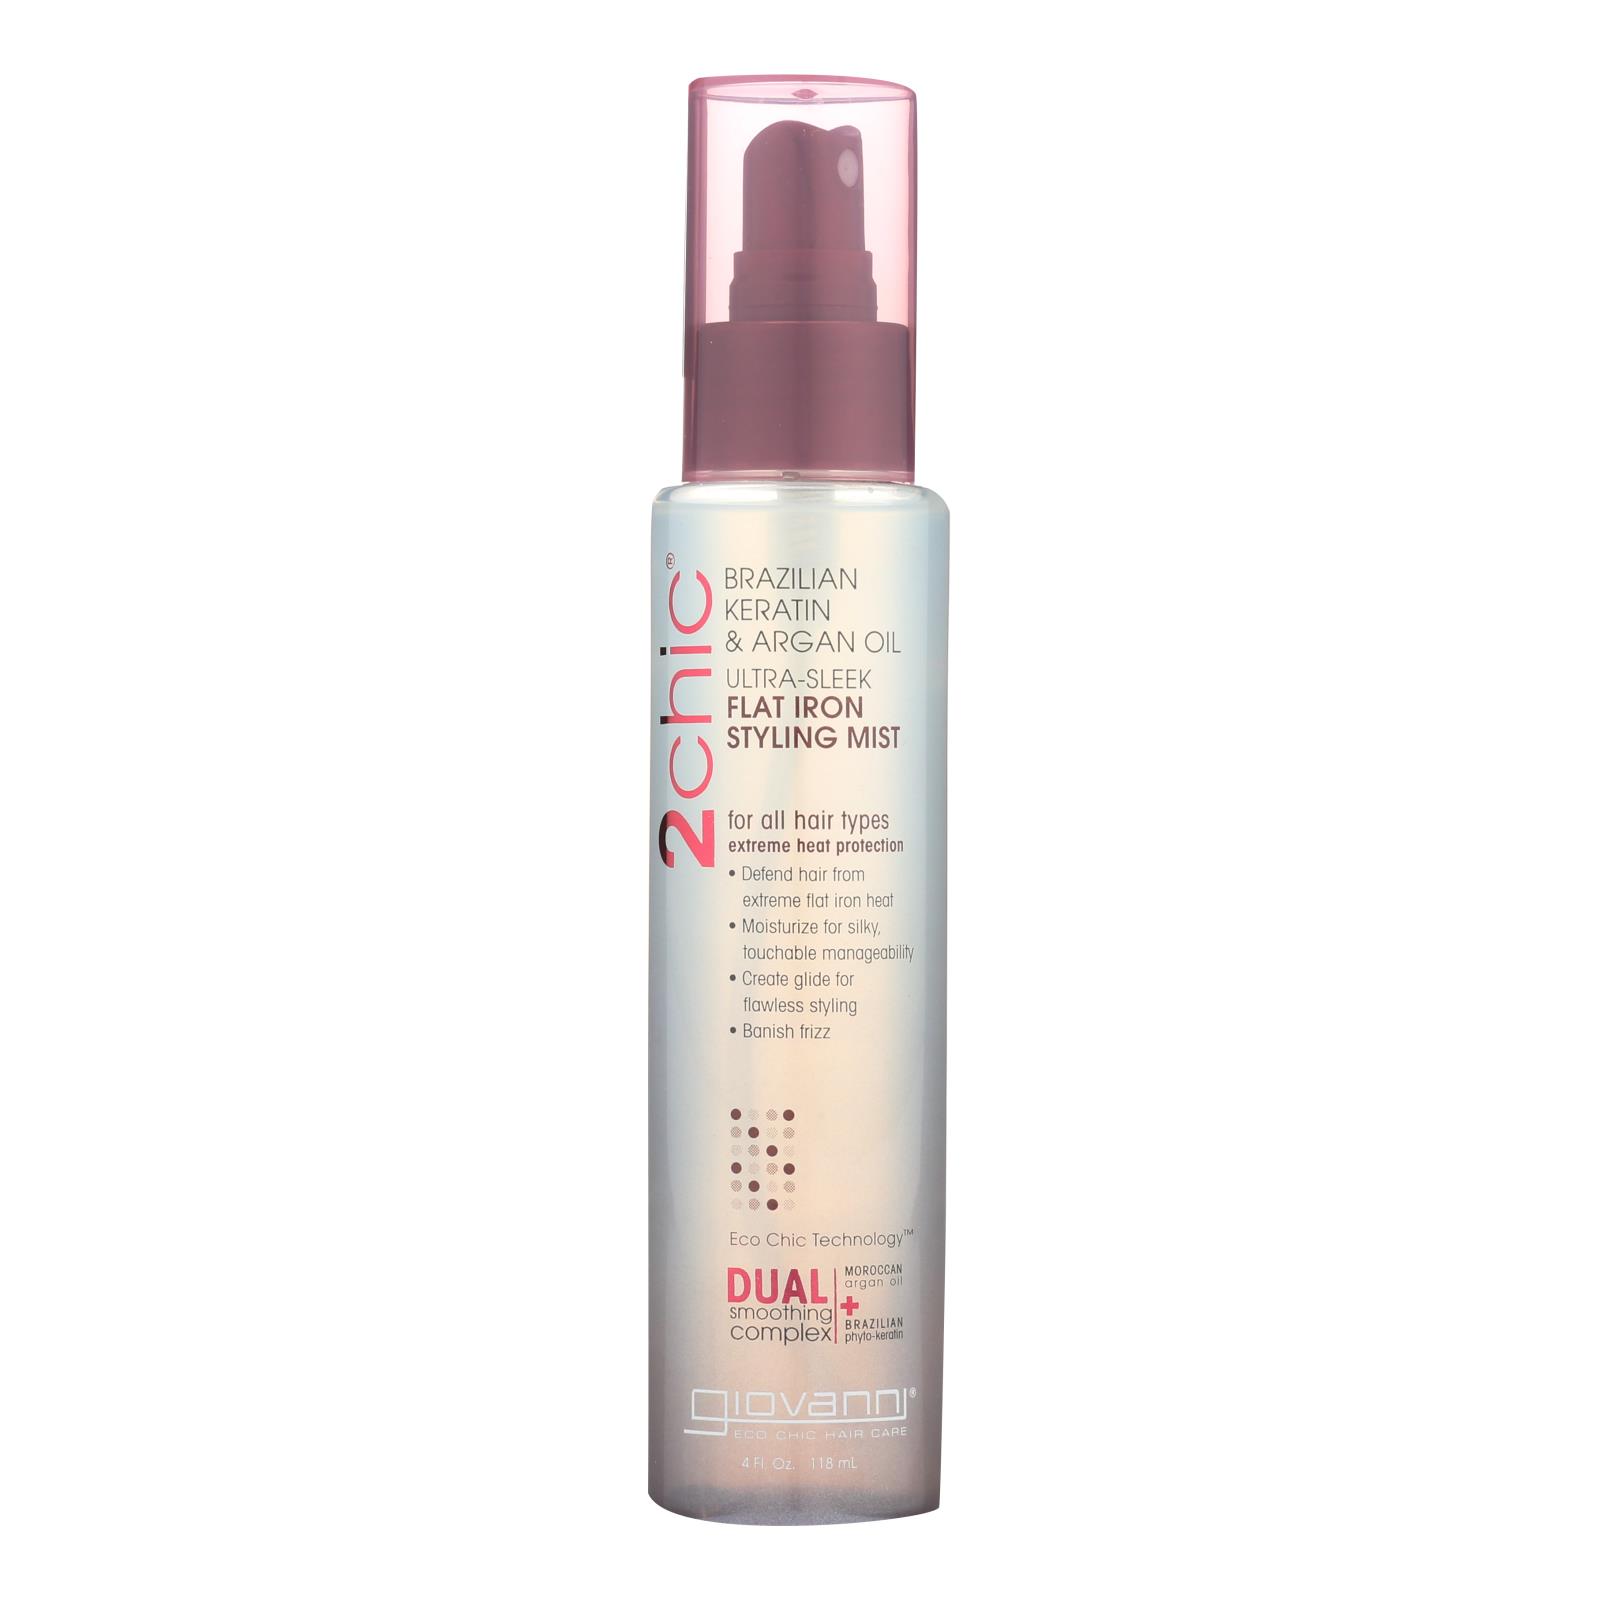 2chic®
BRAZILIAN
KERATIN
& ARGAN OIL
ULTRA-SLEEK
FLAT IRON
STYLING MIST
for all hair types
extreme heat protection
• Defend hair from
extreme flat iron heat
• Moisturize for silky,
touchable manageability
• Create glide for
flawless styling
• Banish frizz
Eco Chic Technology™
DUAL
smoothing
complex
MOROCCAN
argan oil
+
BRAZILIAN
phyto-keratin
giovanni®
ECO CHIC HAIR CARE
4 Fl. Oz. 118 mL